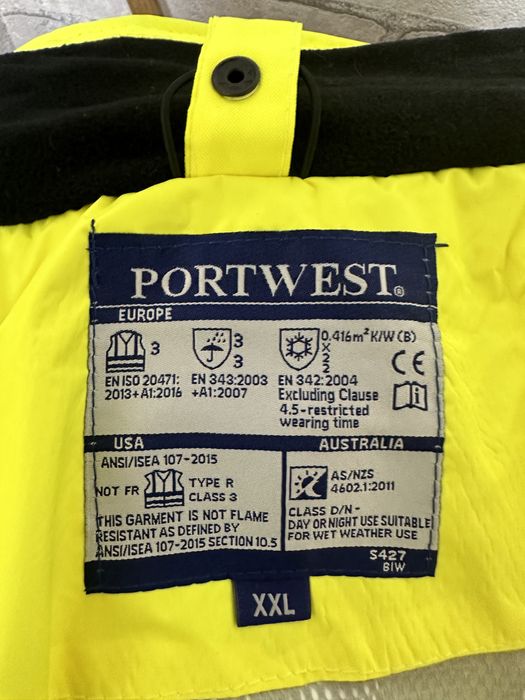 PORTWEST®
EUROPE
3
EN ISO 20471:
2013+A1:2016
3
3
EN 343:2003
+A1:2007
0.416m²K/W (B)
X
2
2
EN 342:2004
Excluding Clause
4.5-restricted
wearing time
CE
i
USA
ANSI/ISEA 107-2015
NOT FR
TYPE R
CLASS 3
THIS GARMENT IS NOT FLAME
RESISTANT AS DEFINED BY
ANSI/ISEA 107-2015 SECTION 10.5
AUSTRALIA
AS/NZS
4602.1:2011
CLASS D/N -
DAY OR NIGHT USE SUITABLE
FOR WET WEATHER USE
S427
BIW
XXL